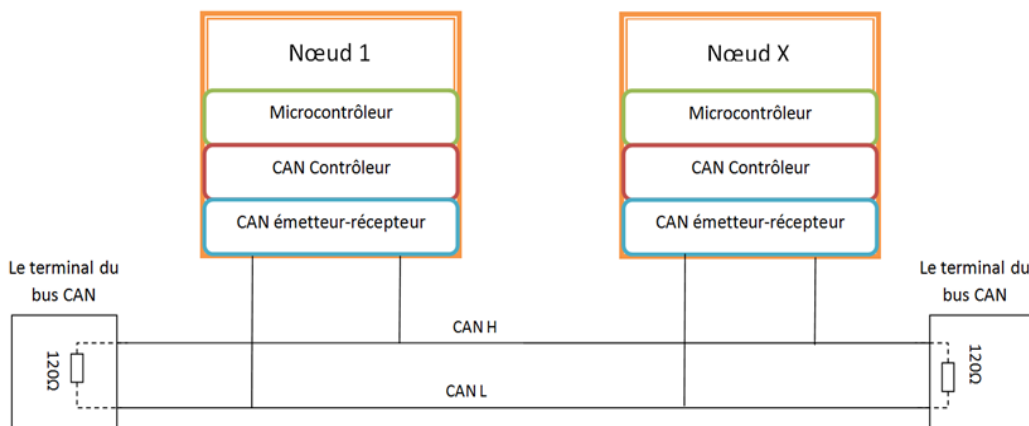 Nœud 1
Nœud X
Microcontrôleur
Microcontrôleur
CAN Contrôleur
CAN Contrôleur
CAN émetteur-récepteur
CAN émetteur-récepteur
Le terminal du
bus CAN
Le terminal du
bus CAN
CAN H
120Ω
120Ω
CAN L